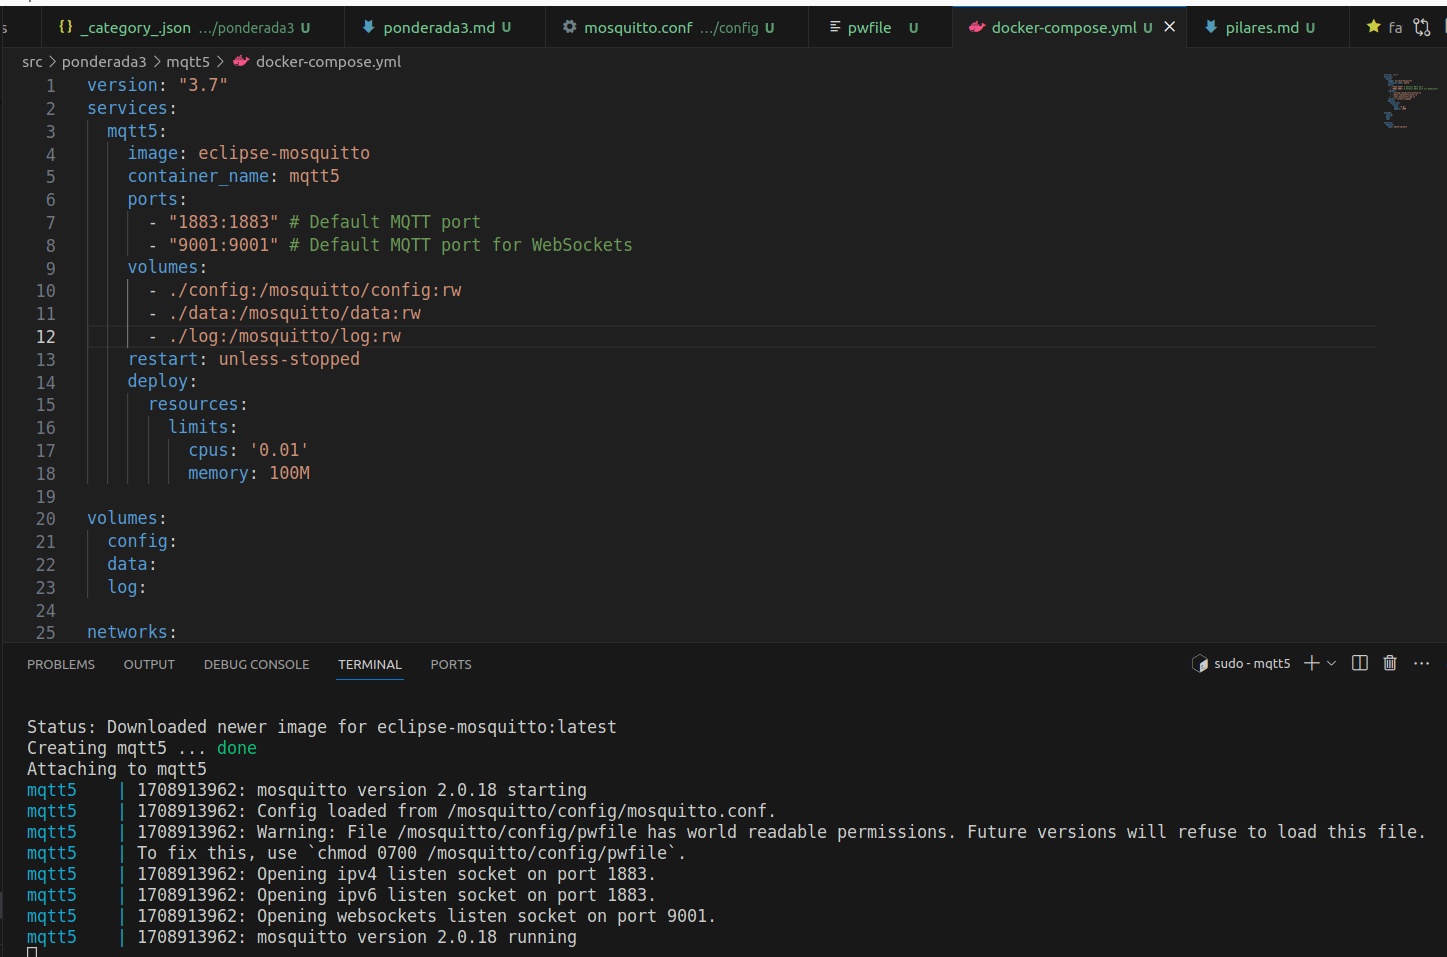 s {} _category_.json .../ponderada3 U ponderada3.md U mosquitto.conf .../config U pwfile U docker-compose.yml U pilares.md U fa
src > ponderada3 > mqtt5 > docker-compose.yml
1 version: "3.7"
2 services:
3 mqtt5:
4 image: eclipse-mosquitto
5 container_name: mqtt5
6 ports:
7 - "1883:1883" # Default MQTT port
8 - "9001:9001" # Default MQTT port for WebSockets
9 volumes:
10 - ./config:/mosquitto/config:rw
11 - ./data:/mosquitto/data:rw
12 - ./log:/mosquitto/log:rw
13 restart: unless-stopped
14 deploy:
15 resources:
16 limits:
17 cpus: '0.01'
18 memory: 100M
19
20 volumes:
21 config:
22 data:
23 log:
24
25 networks:
PROBLEMS OUTPUT DEBUG CONSOLE TERMINAL PORTS sudo - mqtt5
Status: Downloaded newer image for eclipse-mosquitto:latest
Creating mqtt5 ... done
Attaching to mqtt5
mqtt5 | 1708913962: mosquitto version 2.0.18 starting
mqtt5 | 1708913962: Config loaded from /mosquitto/config/mosquitto.conf.
mqtt5 | 1708913962: Warning: File /mosquitto/config/pwfile has world readable permissions. Future versions will refuse to load this file.
mqtt5 | To fix this, use `chmod 0700 /mosquitto/config/pwfile`.
mqtt5 | 1708913962: Opening ipv4 listen socket on port 1883.
mqtt5 | 1708913962: Opening ipv6 listen socket on port 1883.
mqtt5 | 1708913962: Opening websockets listen socket on port 9001.
mqtt5 | 1708913962: mosquitto version 2.0.18 running